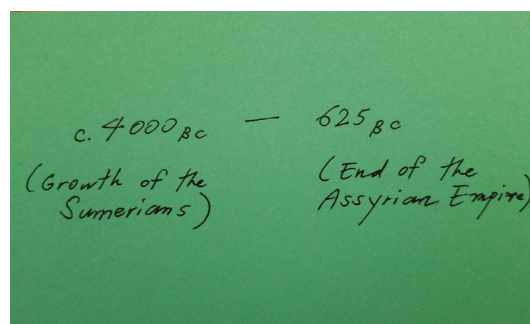 c. 4000 BC — 625 BC
(Growth of the (End of the
Sumerians) Assyrian Empire)